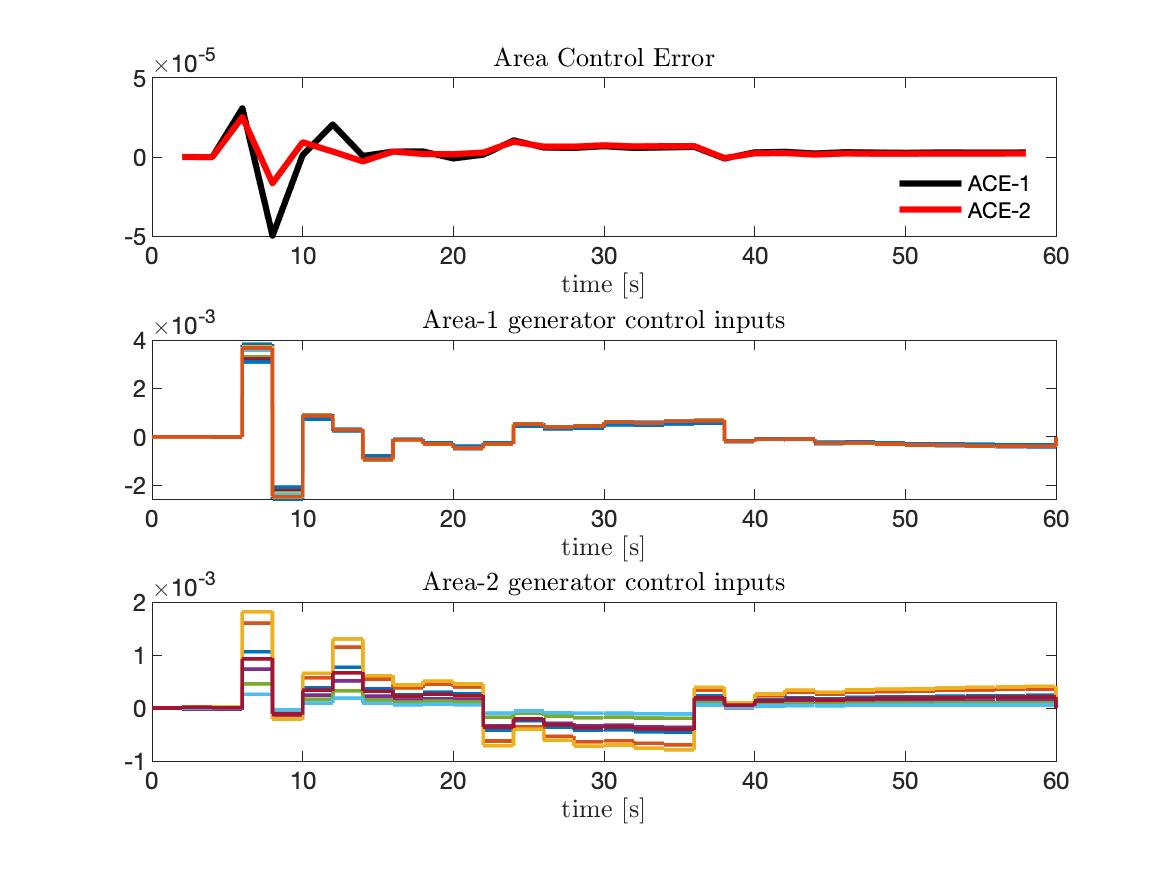 Area Control Error
×10-5
5
0
-5
ACE-1
ACE-2
0 10 20 30 40 50 60
time [s]
Area-1 generator control inputs
×10-3
4
2
0
-2
0 10 20 30 40 50 60
time [s]
Area-2 generator control inputs
×10-3
2
1
0
-1
0 10 20 30 40 50 60
time [s]